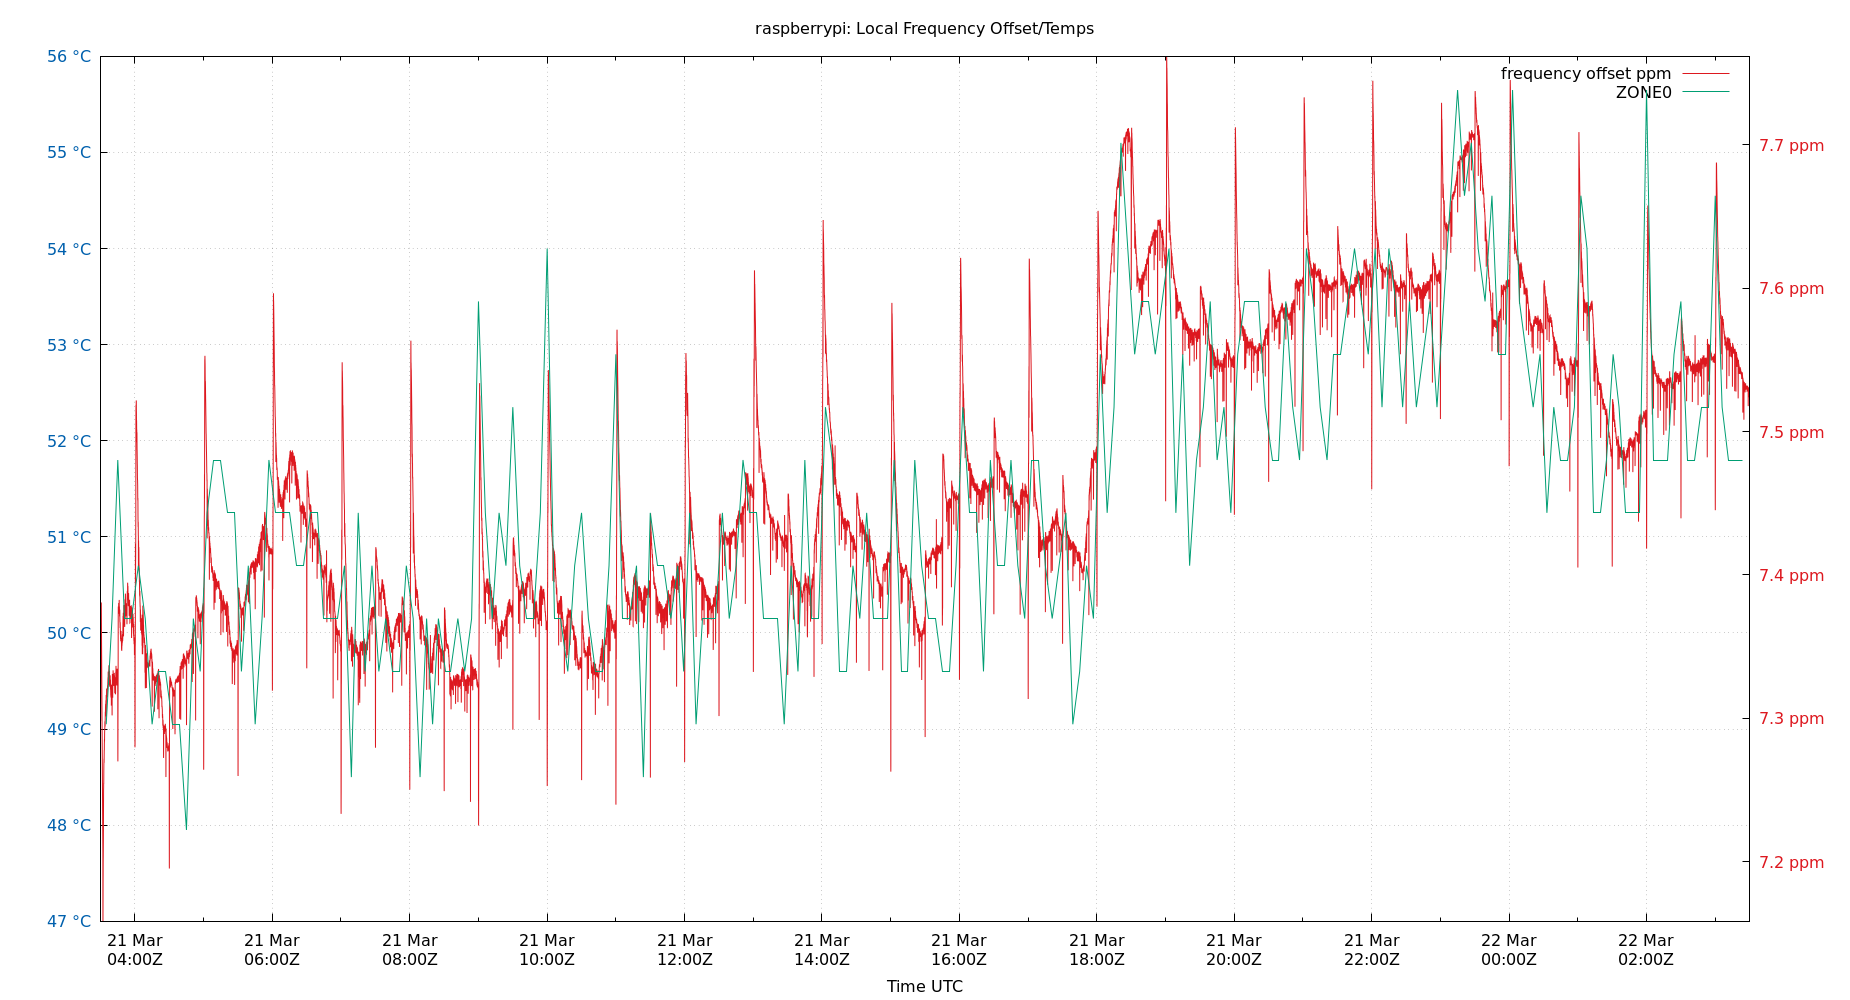 raspberrypi: Local Frequency Offset/Temps
frequency offset ppm
ZONE0
56 °C
55 °C
54 °C
53 °C
52 °C
51 °C
50 °C
49 °C
48 °C
47 °C
7.7 ppm
7.6 ppm
7.5 ppm
7.4 ppm
7.3 ppm
7.2 ppm
21 Mar 21 Mar 21 Mar 21 Mar 21 Mar 21 Mar 21 Mar 21 Mar 21 Mar 21 Mar 22 Mar 22 Mar
04:00Z 06:00Z 08:00Z 10:00Z 12:00Z 14:00Z 16:00Z 18:00Z 20:00Z 22:00Z 00:00Z 02:00Z
Time UTC